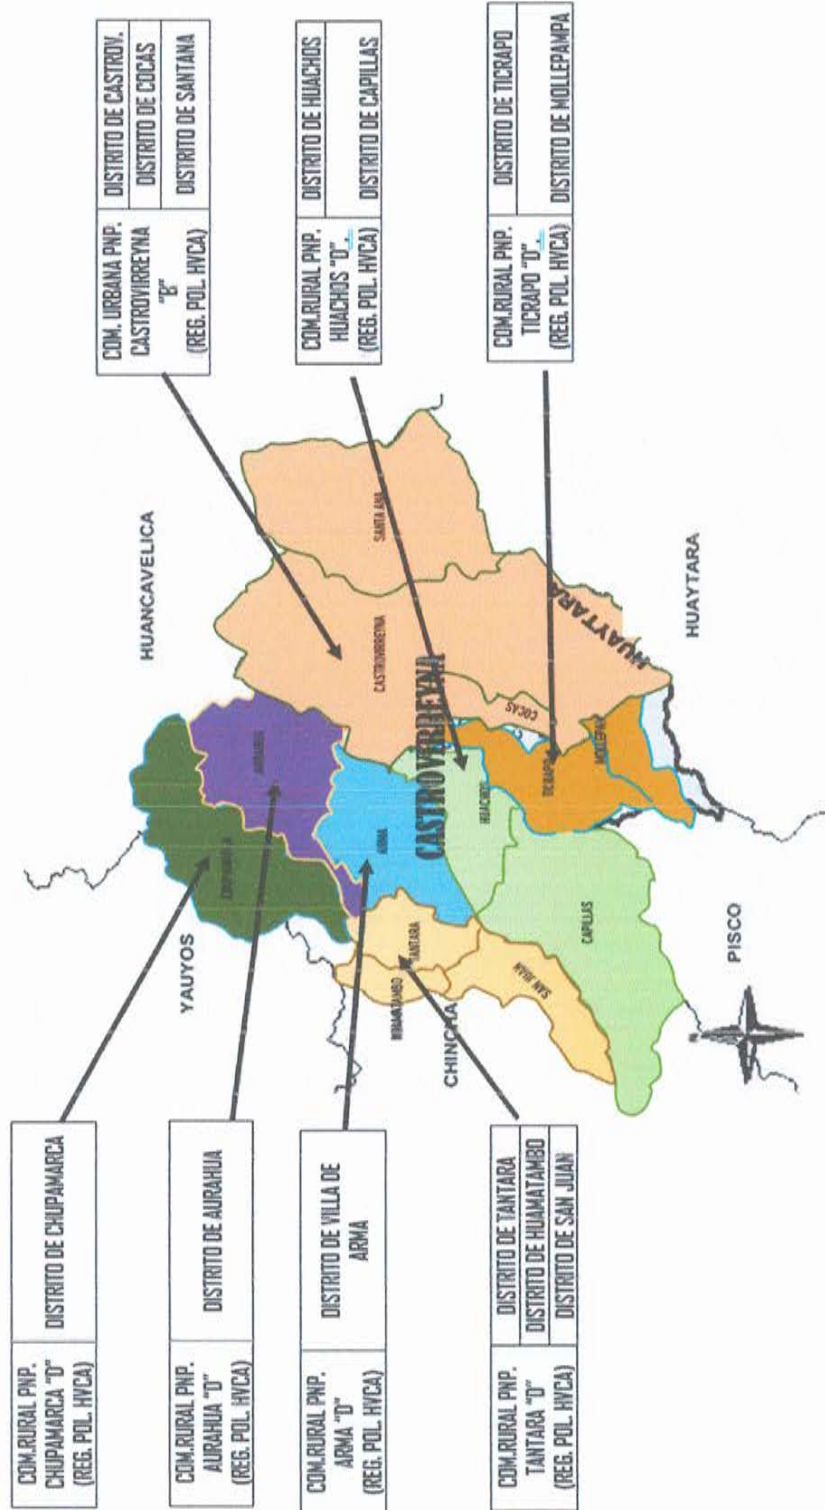 COM.RURAL PNP.
CHUPAMARCA "D"
(REG. POL. HVCA)
DISTRITO DE CHUPAMARCA
COM.RURAL PNP.
AURAHUA "D"
(REG. POL. HVCA)
DISTRITO DE AURAHUA
COM.RURAL PNP.
ARMA "D"
(REG. POL. HVCA)
DISTRITO DE VILLA DE
ARMA
COM.RURAL PNP.
TANTARA "D"
(REG. POL. HVCA)
DISTRITO DE TANTARA
DISTRITO DE HUAMATAMBO
DISTRITO DE SAN JUAN
YAUYOS
HUANCAVELICA
CHINCHA
PISCO
HUAYTARA
ARMA
TANTARA
SAN JUAN
CAPILLAS
HUACHOS
TICRAPO
COCAS
CASTROVIRREYNA
SANTA ANA
CASTROVERREYNA
HUAYTARA
N
COM. URBANA PNP.
CASTROVIRREYNA
"B"
(REG. POL. HVCA)
DISTRITO DE CASTROV.
DISTRITO DE COCAS
DISTRITO DE SANTANA
COM.RURAL PNP.
HUACHOS "D".
(REG. POL. HVCA)
DISTRITO DE HUACHOS
DISTRITO DE CAPILLAS
COM.RURAL PNP.
TICRAPO "D".
(REG. POL. HVCA)
DISTRITO DE TICRAPO
DISTRITO DE MOLLEPAMPA